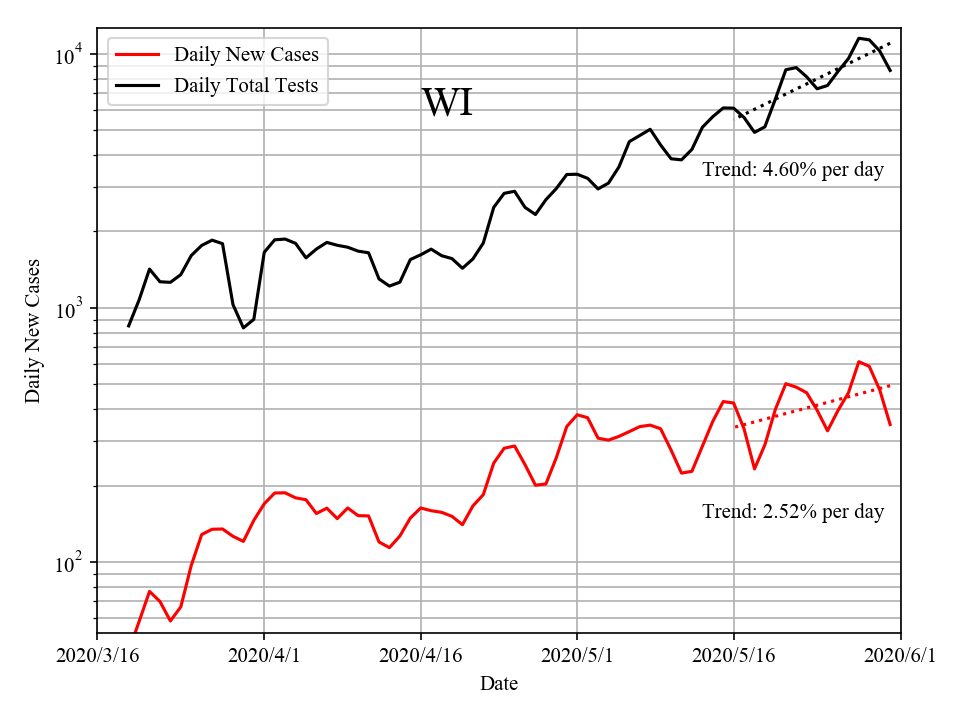 Daily New Cases
Daily Total Tests
WI
Trend: 4.60% per day
Trend: 2.52% per day
10^4
10^3
10^2
Daily New Cases
2020/3/16 2020/4/1 2020/4/16 2020/5/1 2020/5/16 2020/6/1
Date